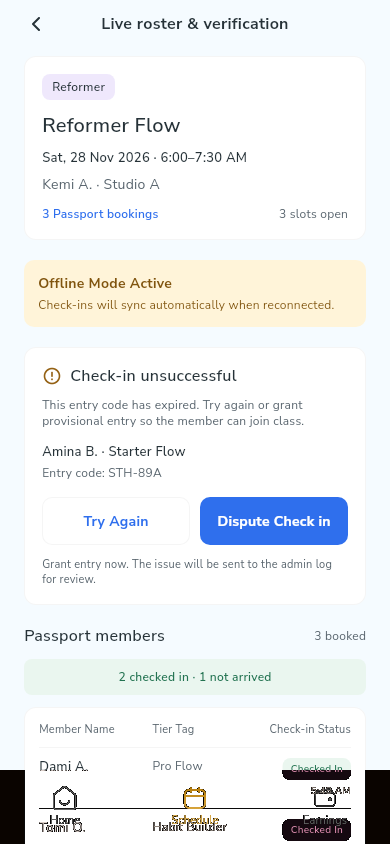 Live roster & verification
Reformer
Reformer Flow
Sat, 28 Nov 2026 · 6:00–7:30 AM
Kemi A. · Studio A
3 Passport bookings
3 slots open
Offline Mode Active
Check-ins will sync automatically when reconnected.
Check-in unsuccessful
This entry code has expired. Try again or grant
provisional entry so the member can join class.
Amina B. · Starter Flow
Entry code: STH-89A
Try Again
Dispute Check in
Grant entry now. The issue will be sent to the admin log
for review.
Passport members
3 booked
2 checked in · 1 not arrived
Member Name
Tier Tag
Check-in Status
Dami A.
Pro Flow
Checked In
AM
Home
Schedule
Earnings
Tomi O.
Habit Builder
Checked In